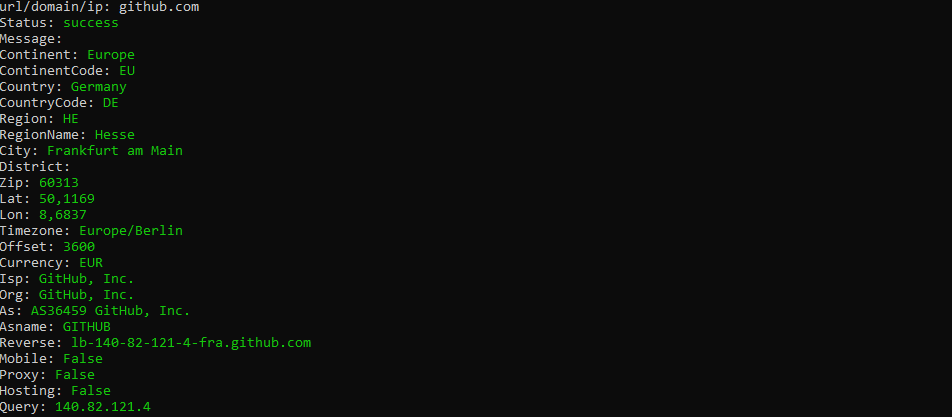 url/domain/ip: github.com
Status: success
Message:
Continent: Europe
ContinentCode: EU
Country: Germany
CountryCode: DE
Region: HE
RegionName: Hesse
City: Frankfurt am Main
District:
Zip: 60313
Lat: 50,1169
Lon: 8,6837
Timezone: Europe/Berlin
Offset: 3600
Currency: EUR
Isp: GitHub, Inc.
Org: GitHub, Inc.
As: AS36459 GitHub, Inc.
Asname: GITHUB
Reverse: lb-140-82-121-4-fra.github.com
Mobile: False
Proxy: False
Hosting: False
Query: 140.82.121.4